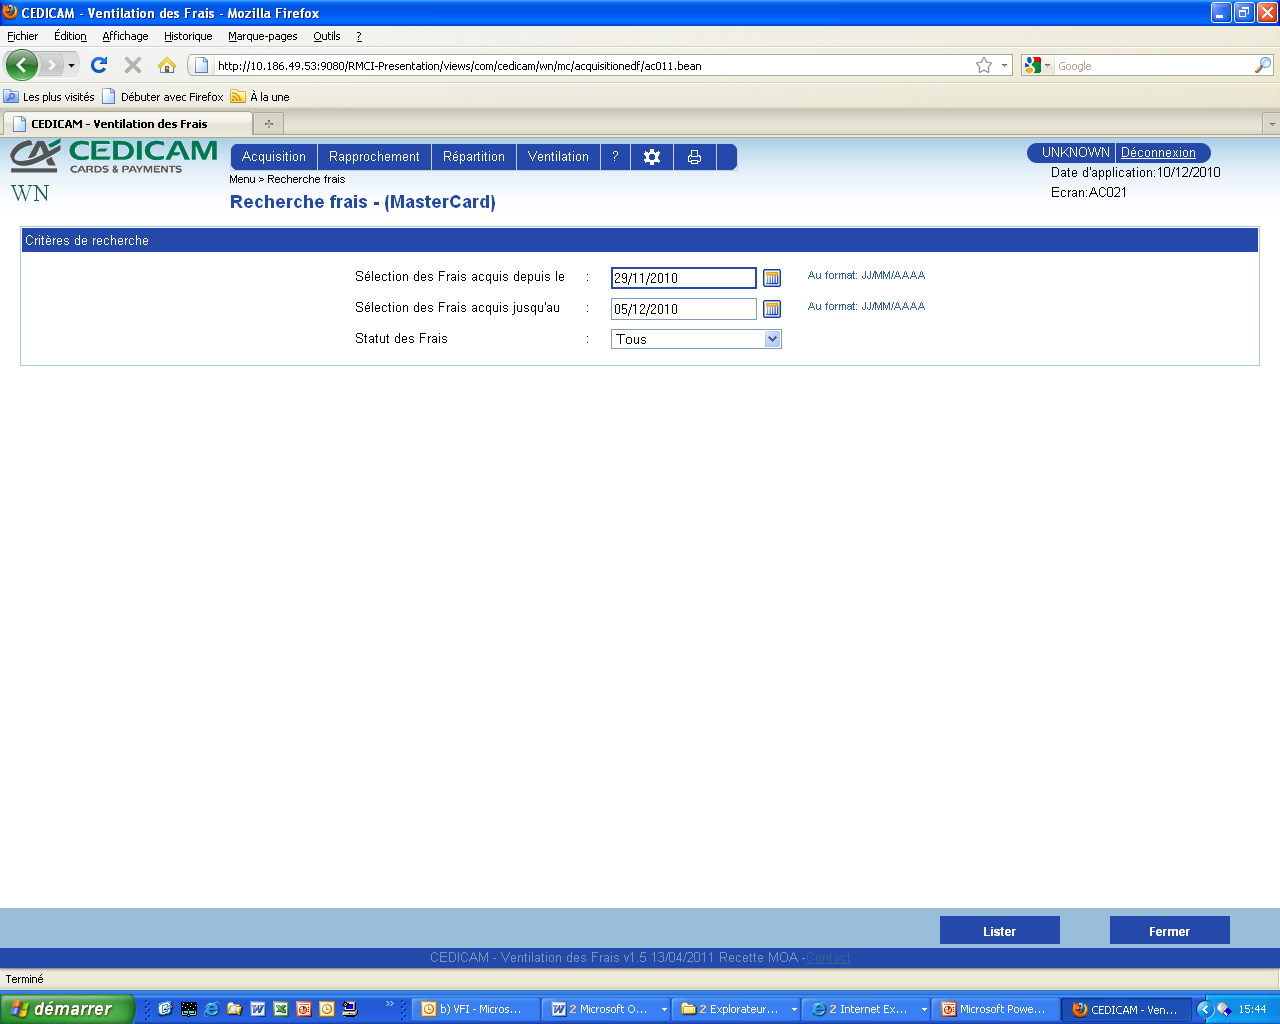 CEDICAM - Ventilation des Frais - Mozilla Firefox
Fichier Édition Affichage Historique Marque-pages Outils ?
http://10.186.49.53:9080/RMCI-Presentation/views/com/cedicam/wn/mc/acquisitionedf/ac011.bean
Google
Les plus visités Débuter avec Firefox À la une
CEDICAM - Ventilation des Frais
CA CEDICAM
CARDS & PAYMENTS
WN
Acquisition Rapprochement Répartition Ventilation ?
UNKNOWN Déconnexion
Menu > Recherche frais
Date d'application:10/12/2010
Ecran:AC021
Recherche frais - (MasterCard)
Critères de recherche
Sélection des Frais acquis depuis le : 29/11/2010 Au format: JJ/MM/AAAA
Sélection des Frais acquis jusqu'au : 05/12/2010 Au format: JJ/MM/AAAA
Statut des Frais : Tous
Lister Fermer
CEDICAM - Ventilation des Frais v1.5 13/04/2011 Recette MOA -Contact
Terminé
démarrer » b) VFI - Micros... 2 Microsoft O... 2 Explorateur... 2 Internet Ex... Microsoft Powe... CEDICAM - Ven... 15:44